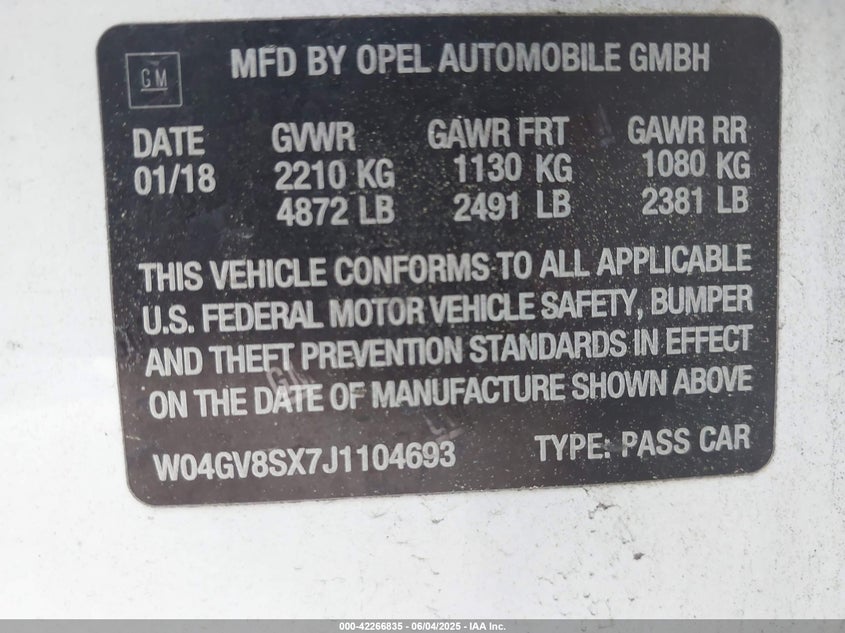 GM
MFD BY OPEL AUTOMOBILE GMBH
DATE GVWR GAWR FRT GAWR RR
01/18 2210 KG 1130 KG 1080 KG
4872 LB 2491 LB 2381 LB
THIS VEHICLE CONFORMS TO ALL APPLICABLE
U.S. FEDERAL MOTOR VEHICLE SAFETY, BUMPER
AND THEFT PREVENTION STANDARDS IN EFFECT
ON THE DATE OF MANUFACTURE SHOWN ABOVE
W04GV8SX7J1104693 TYPE: PASS CAR
000-42266835 - 06/04/2025 - IAA Inc.